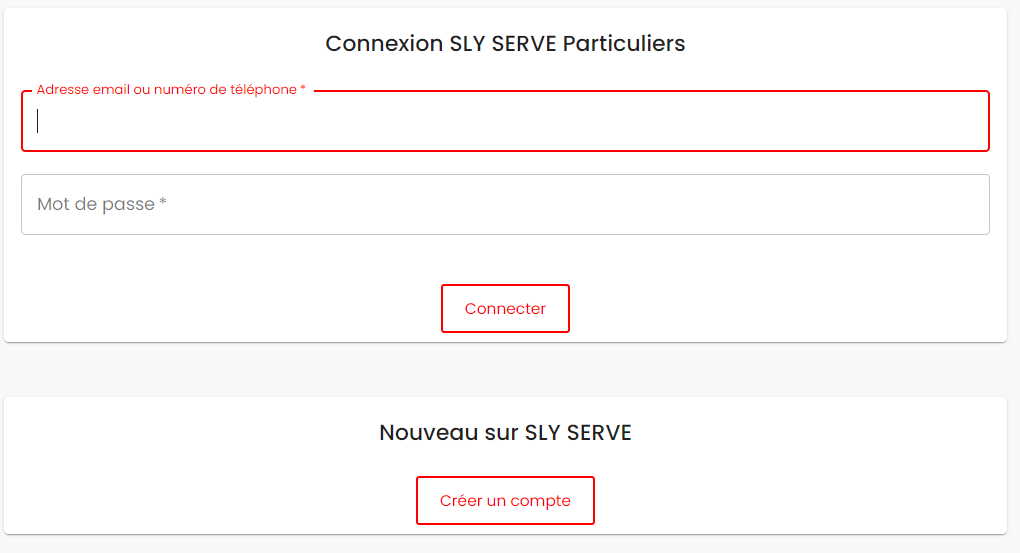 Connexion SLY SERVE Particuliers
Adresse email ou numéro de téléphone *
Mot de passe *
Connecter
Nouveau sur SLY SERVE
Créer un compte